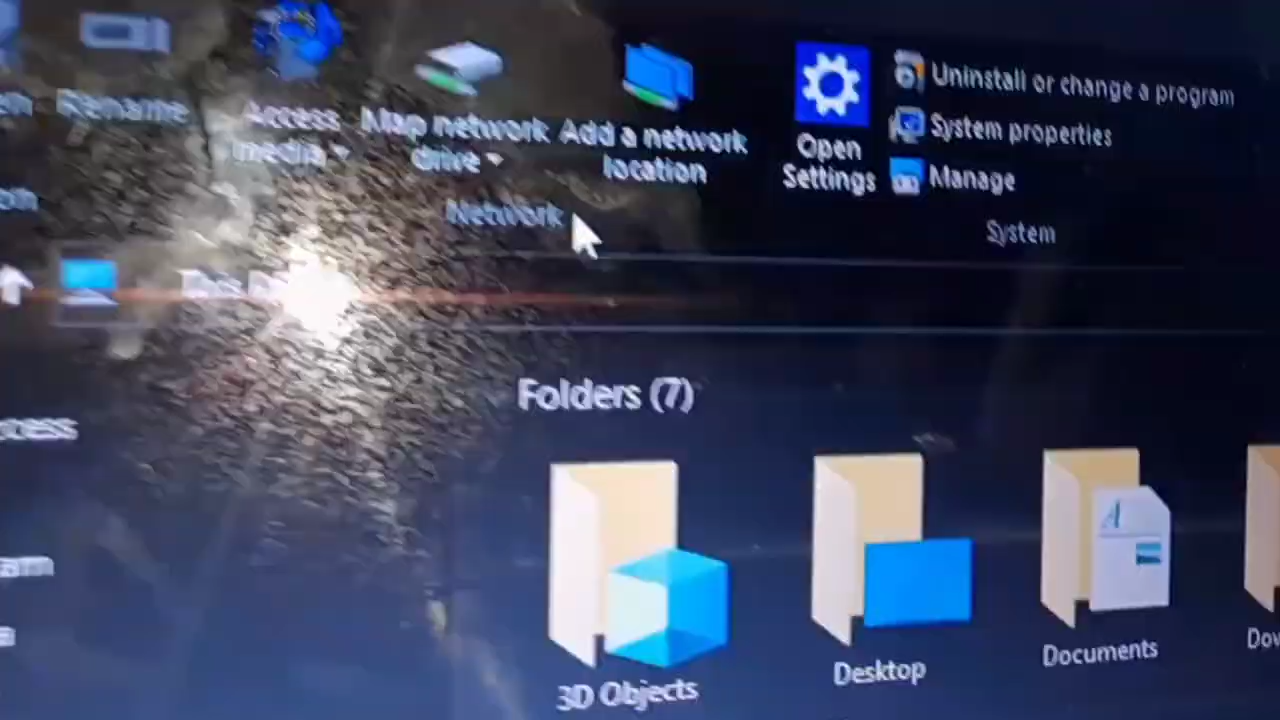 Rename
Access
media
Map network
drive
Add a network
location
Open
Settings
Uninstall or change a program
System properties
Manage
Network
System
Folders (7)
3D Objects
Desktop
Documents